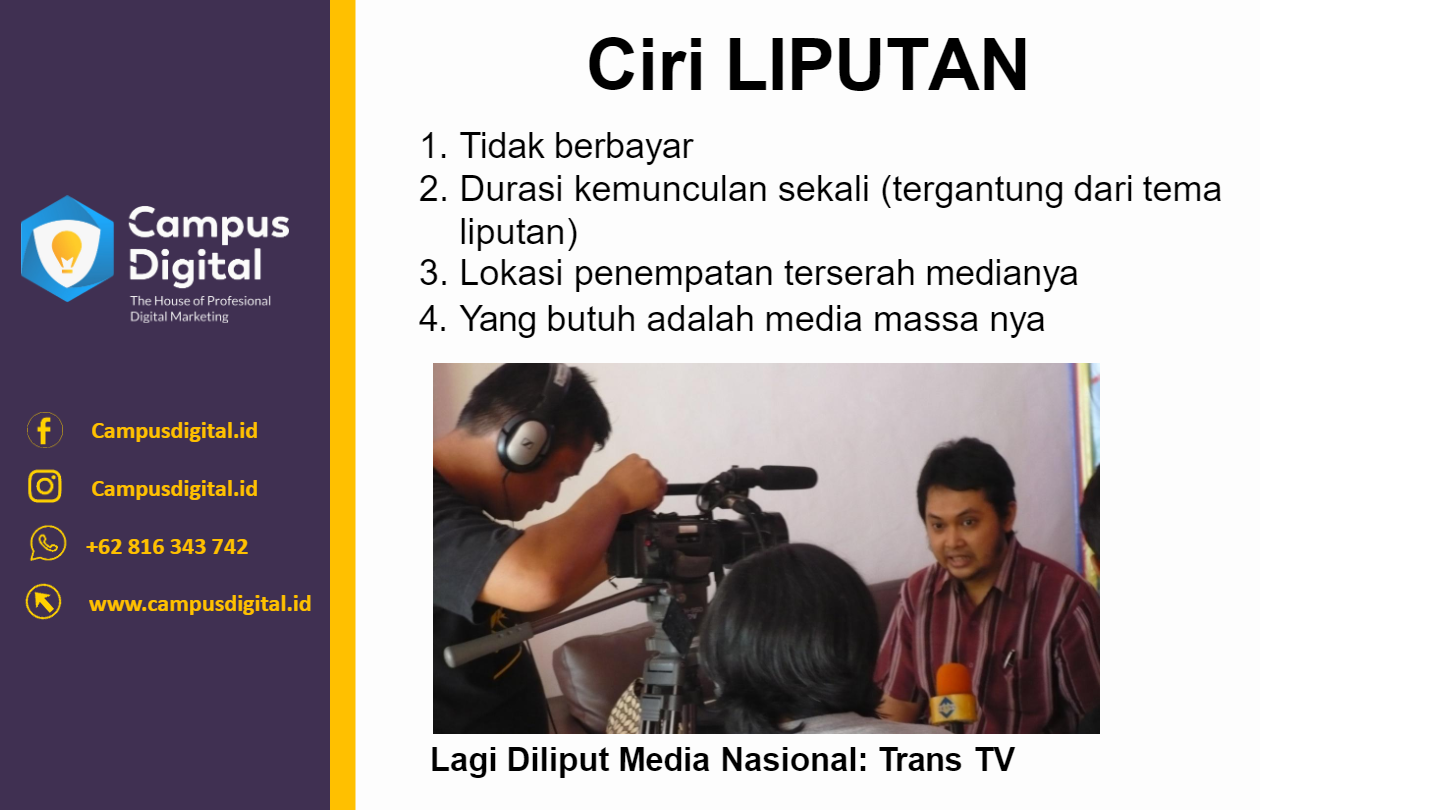 Ciri LIPUTAN
1. Tidak berbayar
2. Durasi kemunculan sekali (tergantung dari tema
liputan)
3. Lokasi penempatan terserah medianya
4. Yang butuh adalah media massa nya
Campus
Digital
The House of Profesional
Digital Marketing
Campusdigital.id
Campusdigital.id
+62 816 343 742
www.campusdigital.id
Lagi Diliput Media Nasional: Trans TV